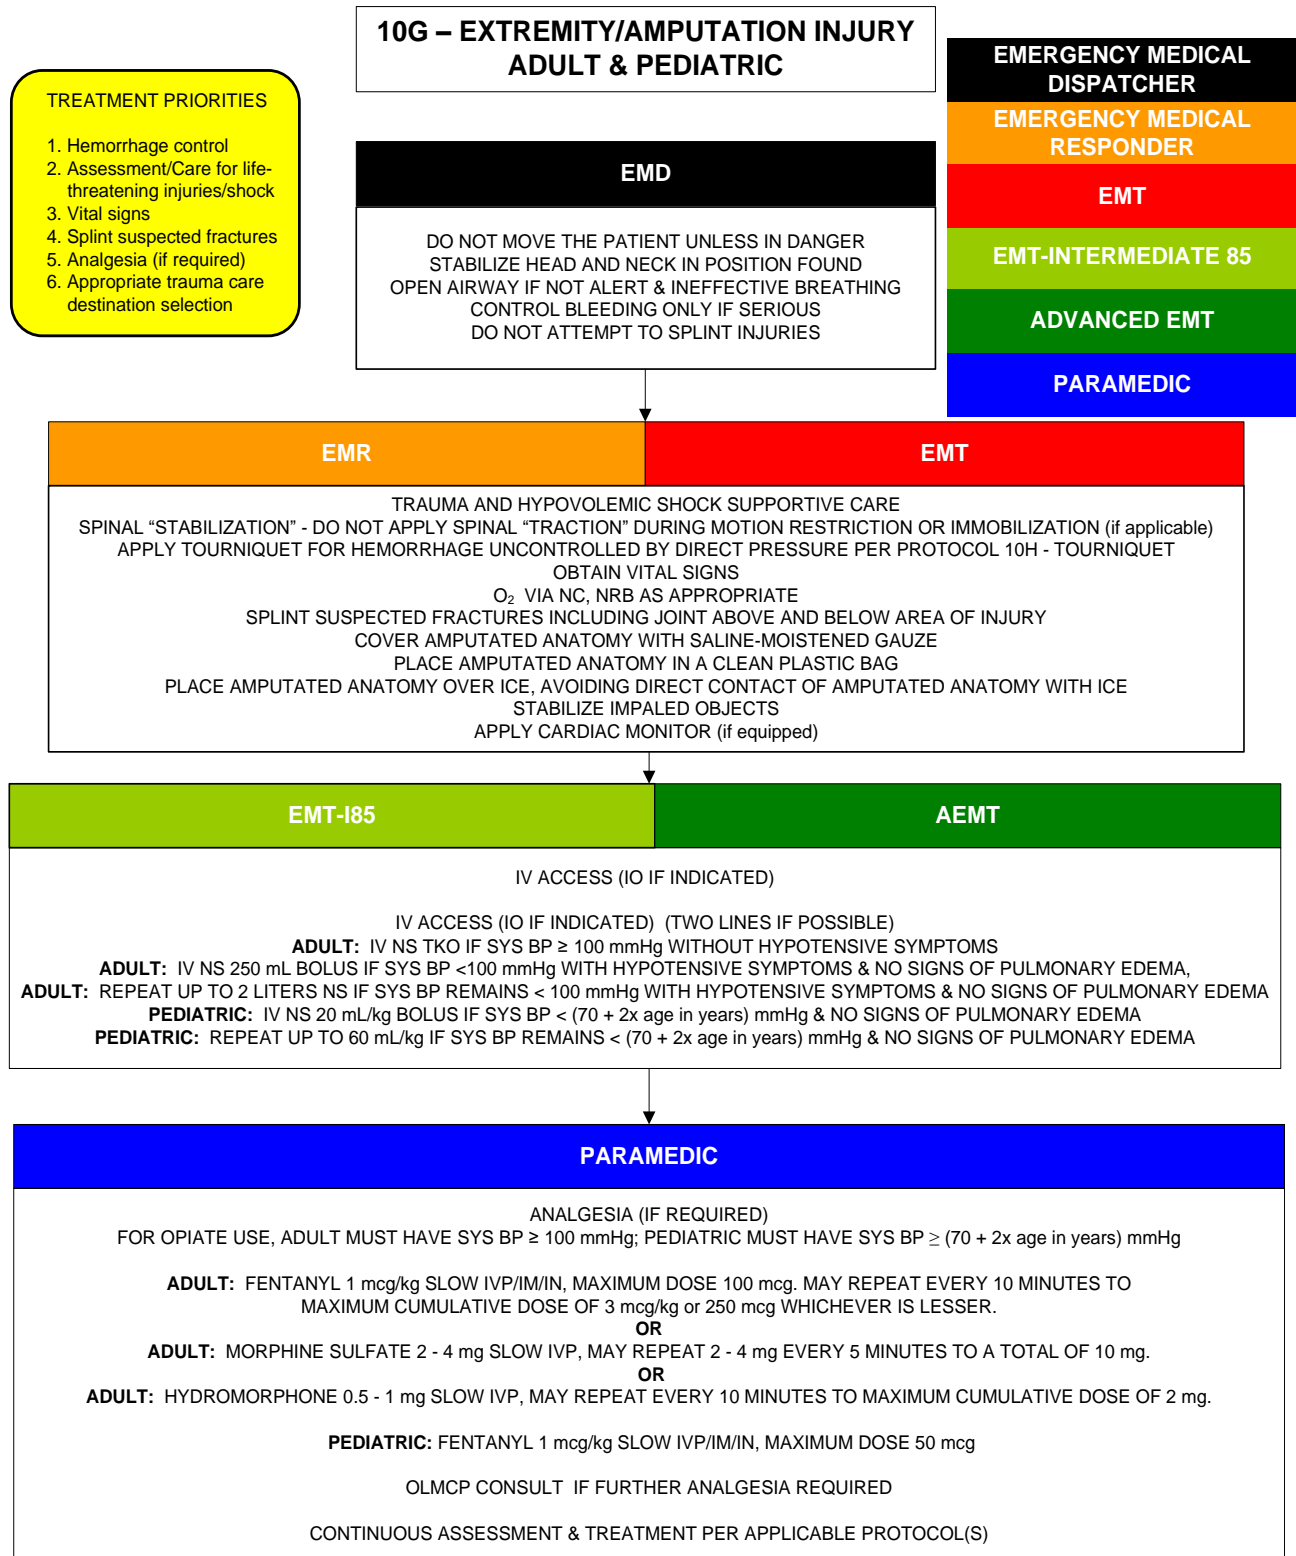 10G – EXTREMITY/AMPUTATION INJURY
ADULT & PEDIATRIC
TREATMENT PRIORITIES
1. Hemorrhage control
2. Assessment/Care for life-
threatening injuries/shock
3. Vital signs
4. Splint suspected fractures
5. Analgesia (if required)
6. Appropriate trauma care
destination selection
EMERGENCY MEDICAL
DISPATCHER
EMERGENCY MEDICAL
RESPONDER
EMT
EMT-INTERMEDIATE 85
ADVANCED EMT
PARAMEDIC
EMD
DO NOT MOVE THE PATIENT UNLESS IN DANGER
STABILIZE HEAD AND NECK IN POSITION FOUND
OPEN AIRWAY IF NOT ALERT & INEFFECTIVE BREATHING
CONTROL BLEEDING ONLY IF SERIOUS
DO NOT ATTEMPT TO SPLINT INJURIES
EMR
EMT
TRAUMA AND HYPOVOLEMIC SHOCK SUPPORTIVE CARE
SPINAL “STABILIZATION” - DO NOT APPLY SPINAL “TRACTION” DURING MOTION RESTRICTION OR IMMOBILIZATION (if applicable)
APPLY TOURNIQUET FOR HEMORRHAGE UNCONTROLLED BY DIRECT PRESSURE PER PROTOCOL 10H - TOURNIQUET
OBTAIN VITAL SIGNS
O₂ VIA NC, NRB AS APPROPRIATE
SPLINT SUSPECTED FRACTURES INCLUDING JOINT ABOVE AND BELOW AREA OF INJURY
COVER AMPUTATED ANATOMY WITH SALINE-MOISTENED GAUZE
PLACE AMPUTATED ANATOMY IN A CLEAN PLASTIC BAG
PLACE AMPUTATED ANATOMY OVER ICE, AVOIDING DIRECT CONTACT OF AMPUTATED ANATOMY WITH ICE
STABILIZE IMPALED OBJECTS
APPLY CARDIAC MONITOR (if equipped)
EMT-I85
AEMT
IV ACCESS (IO IF INDICATED)
IV ACCESS (IO IF INDICATED) (TWO LINES IF POSSIBLE)
ADULT: IV NS TKO IF SYS BP ≥ 100 mmHg WITHOUT HYPOTENSIVE SYMPTOMS
ADULT: IV NS 250 mL BOLUS IF SYS BP <100 mmHg WITH HYPOTENSIVE SYMPTOMS & NO SIGNS OF PULMONARY EDEMA,
ADULT: REPEAT UP TO 2 LITERS NS IF SYS BP REMAINS < 100 mmHg WITH HYPOTENSIVE SYMPTOMS & NO SIGNS OF PULMONARY EDEMA
PEDIATRIC: IV NS 20 mL/kg BOLUS IF SYS BP < (70 + 2x age in years) mmHg & NO SIGNS OF PULMONARY EDEMA
PEDIATRIC: REPEAT UP TO 60 mL/kg IF SYS BP REMAINS < (70 + 2x age in years) mmHg & NO SIGNS OF PULMONARY EDEMA
PARAMEDIC
ANALGESIA (IF REQUIRED)
FOR OPIATE USE, ADULT MUST HAVE SYS BP ≥ 100 mmHg; PEDIATRIC MUST HAVE SYS BP ≥ (70 + 2x age in years) mmHg
ADULT: FENTANYL 1 mcg/kg SLOW IVP/IM/IN, MAXIMUM DOSE 100 mcg. MAY REPEAT EVERY 10 MINUTES TO
MAXIMUM CUMULATIVE DOSE OF 3 mcg/kg or 250 mcg WHICHEVER IS LESSER.
OR
ADULT: MORPHINE SULFATE 2 - 4 mg SLOW IVP, MAY REPEAT 2 - 4 mg EVERY 5 MINUTES TO A TOTAL OF 10 mg.
OR
ADULT: HYDROMORPHONE 0.5 - 1 mg SLOW IVP, MAY REPEAT EVERY 10 MINUTES TO MAXIMUM CUMULATIVE DOSE OF 2 mg.
PEDIATRIC: FENTANYL 1 mcg/kg SLOW IVP/IM/IN, MAXIMUM DOSE 50 mcg
OLMCP CONSULT IF FURTHER ANALGESIA REQUIRED
CONTINUOUS ASSESSMENT & TREATMENT PER APPLICABLE PROTOCOL(S)